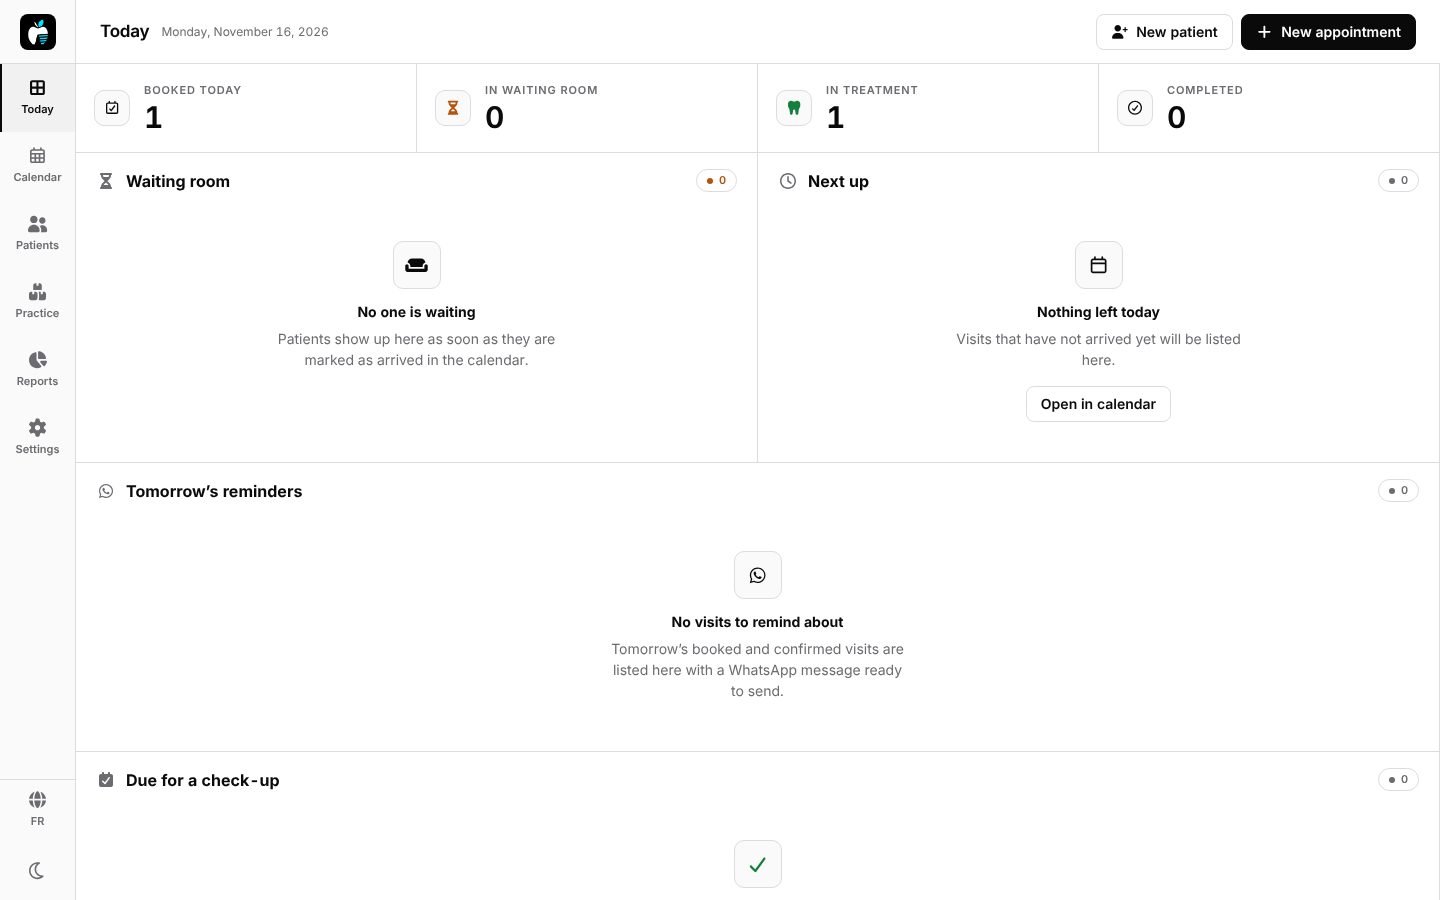 Today
Monday, November 16, 2026
New patient
New appointment
Today
Calendar
Patients
Practice
Reports
Settings
FR
BOOKED TODAY
1
IN WAITING ROOM
0
IN TREATMENT
1
COMPLETED
0
Waiting room
0
No one is waiting
Patients show up here as soon as they are
marked as arrived in the calendar.
Next up
0
Nothing left today
Visits that have not arrived yet will be listed
here.
Open in calendar
Tomorrow’s reminders
0
No visits to remind about
Tomorrow’s booked and confirmed visits are
listed here with a WhatsApp message ready
to send.
Due for a check-up
0